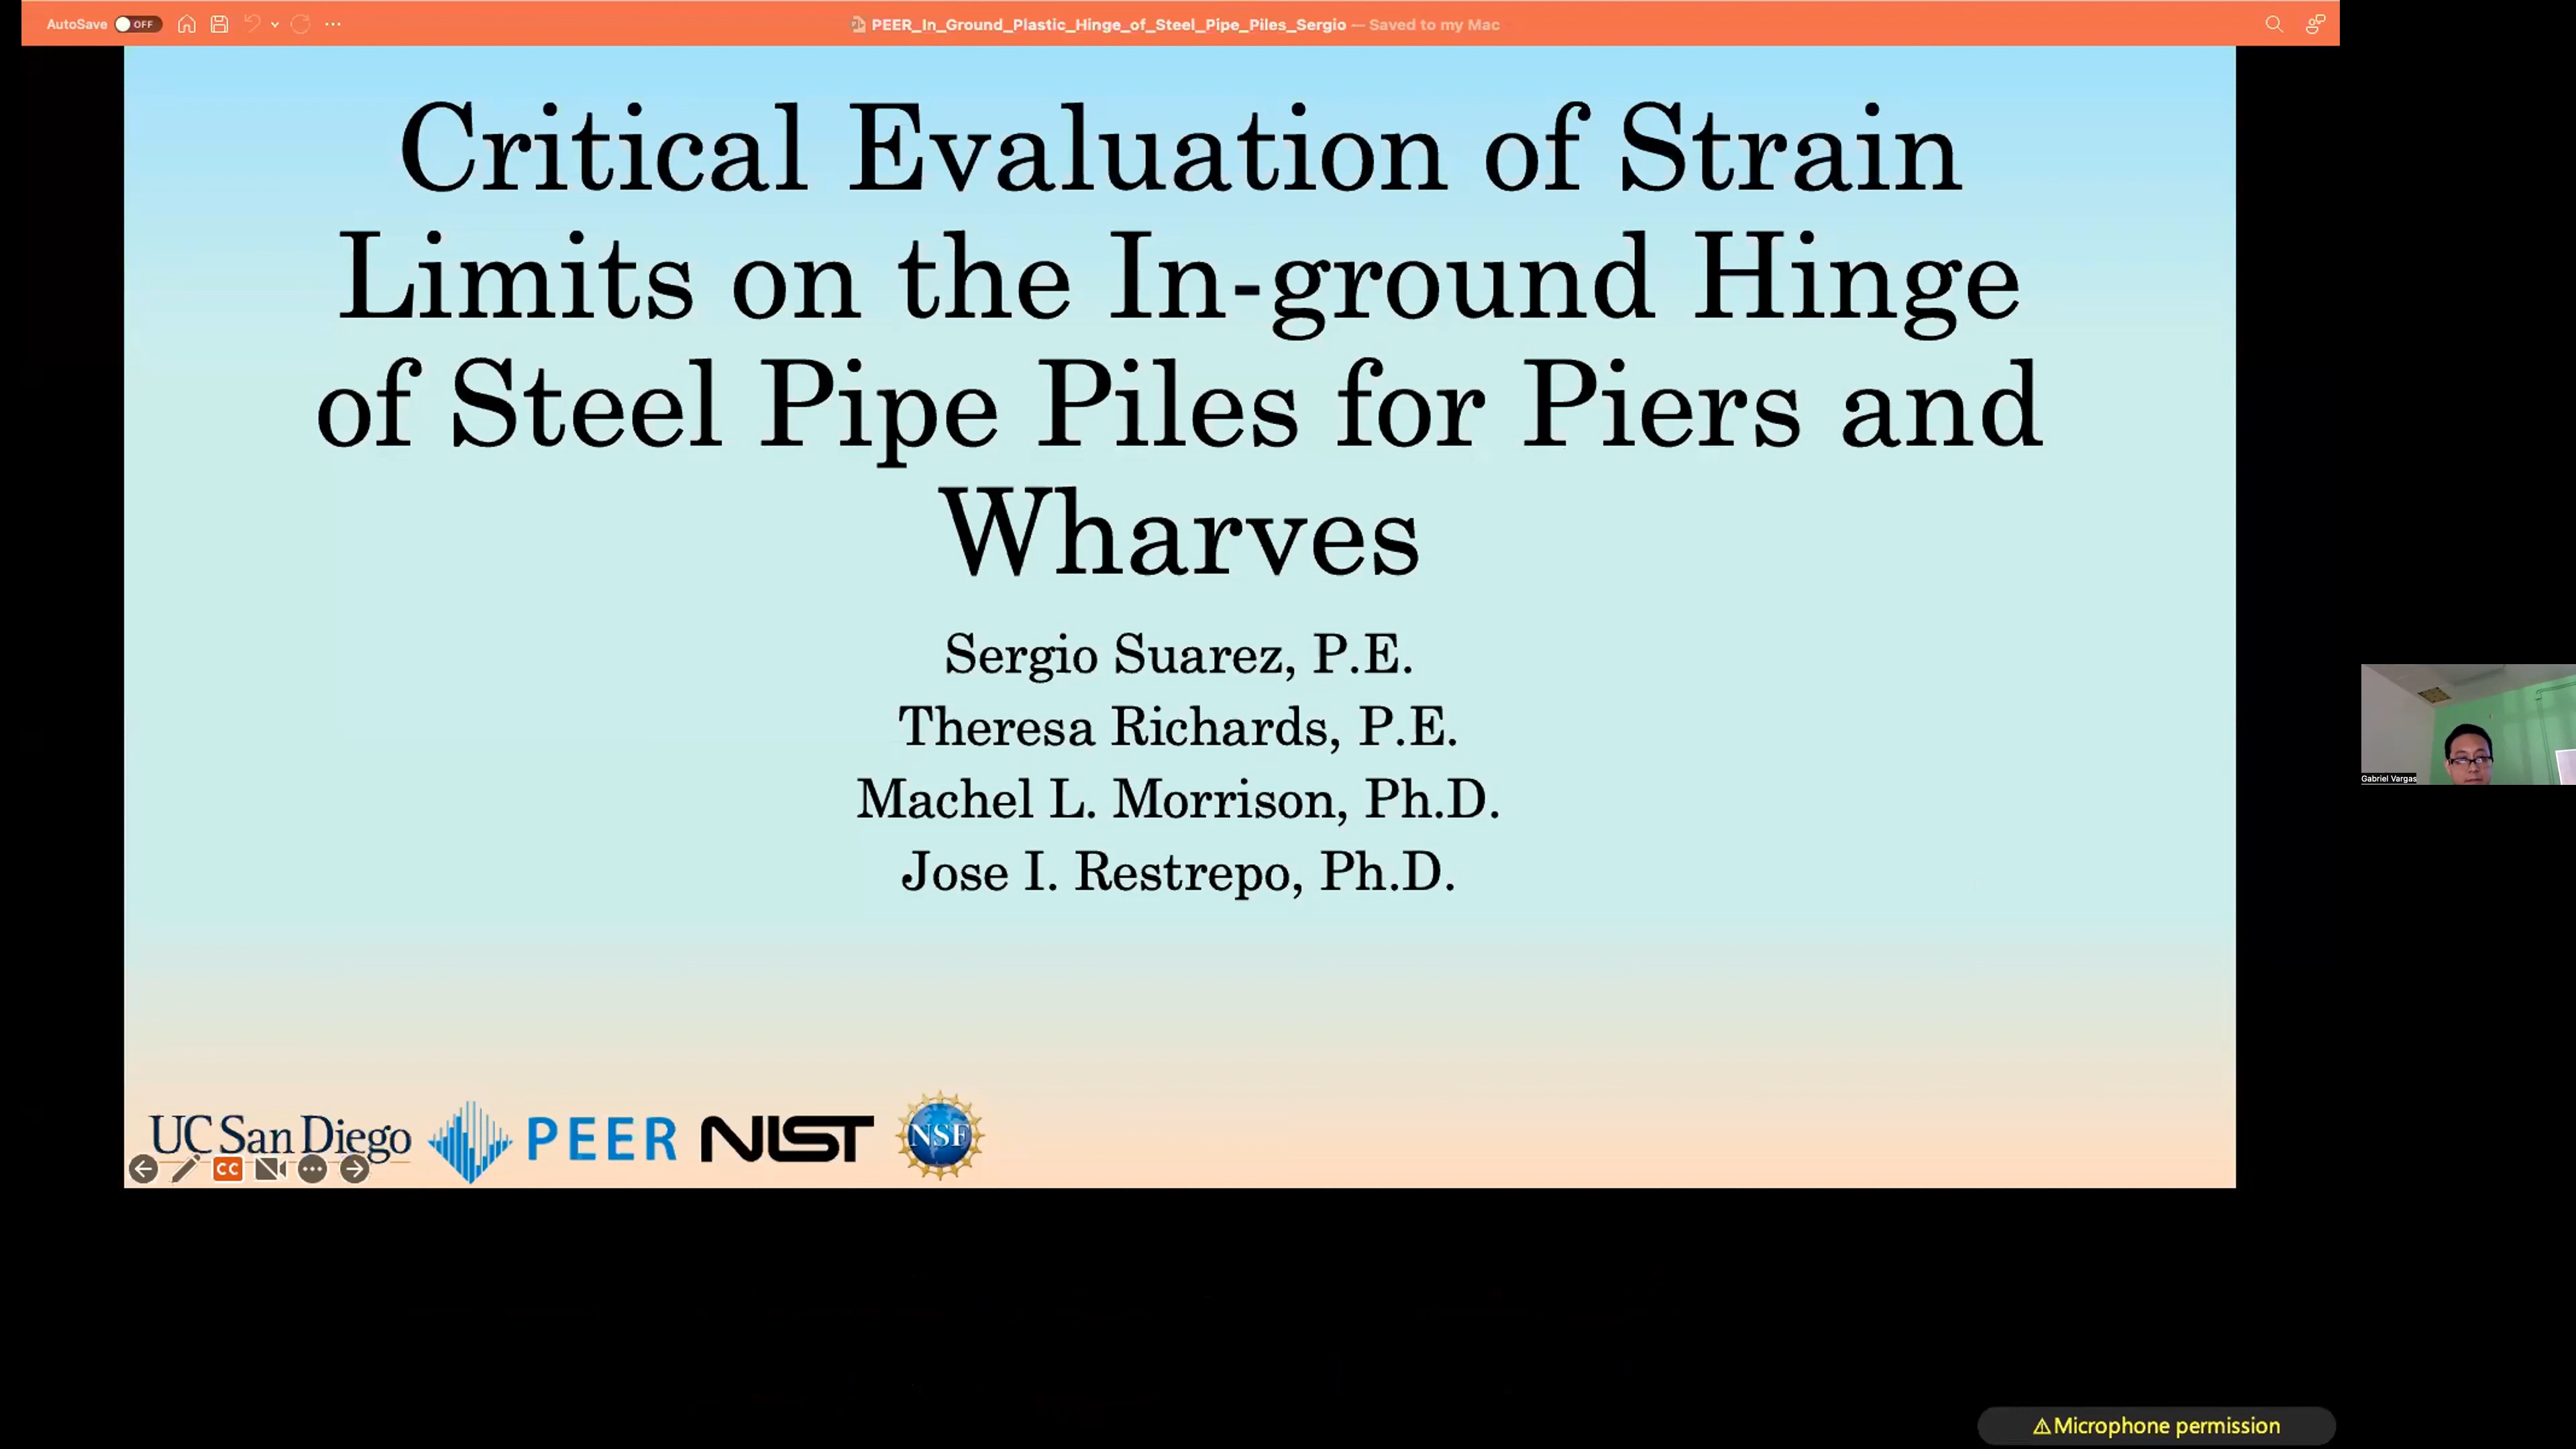 AutoSave OFF
PEER_In_Ground_Plastic_Hinge_of_Steel_Pipe_Piles_Sergio — Saved to my Mac
Critical Evaluation of Strain
Limits on the In-ground Hinge
of Steel Pipe Piles for Piers and
Wharves
Sergio Suarez, P.E.
Theresa Richards, P.E.
Machel L. Morrison, Ph.D.
Jose I. Restrepo, Ph.D.
Gabriel Vargas
UC San Diego PEER NIST NSF
CC
⚠Microphone permission